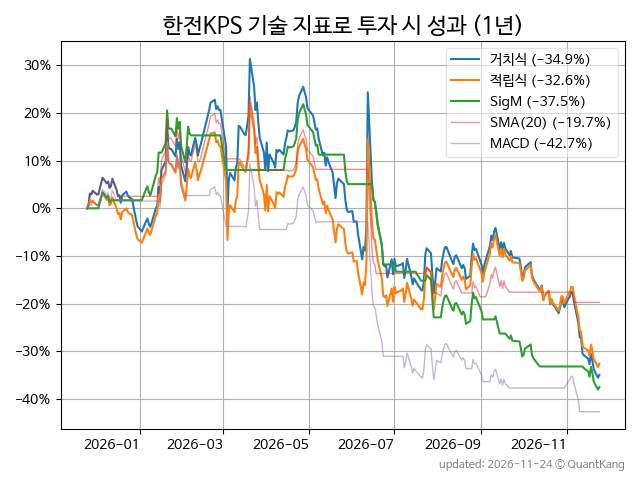 한전KPS 기술 지표로 투자 시 성과 (1년)
거치식 (-34.9%)
적립식 (-32.6%)
SigM (-37.5%)
SMA(20) (-19.7%)
MACD (-42.7%)
30%
20%
10%
0%
-10%
-20%
-30%
-40%
2026-01 2026-03 2026-05 2026-07 2026-09 2026-11
updated: 2026-11-24 © QuantKang